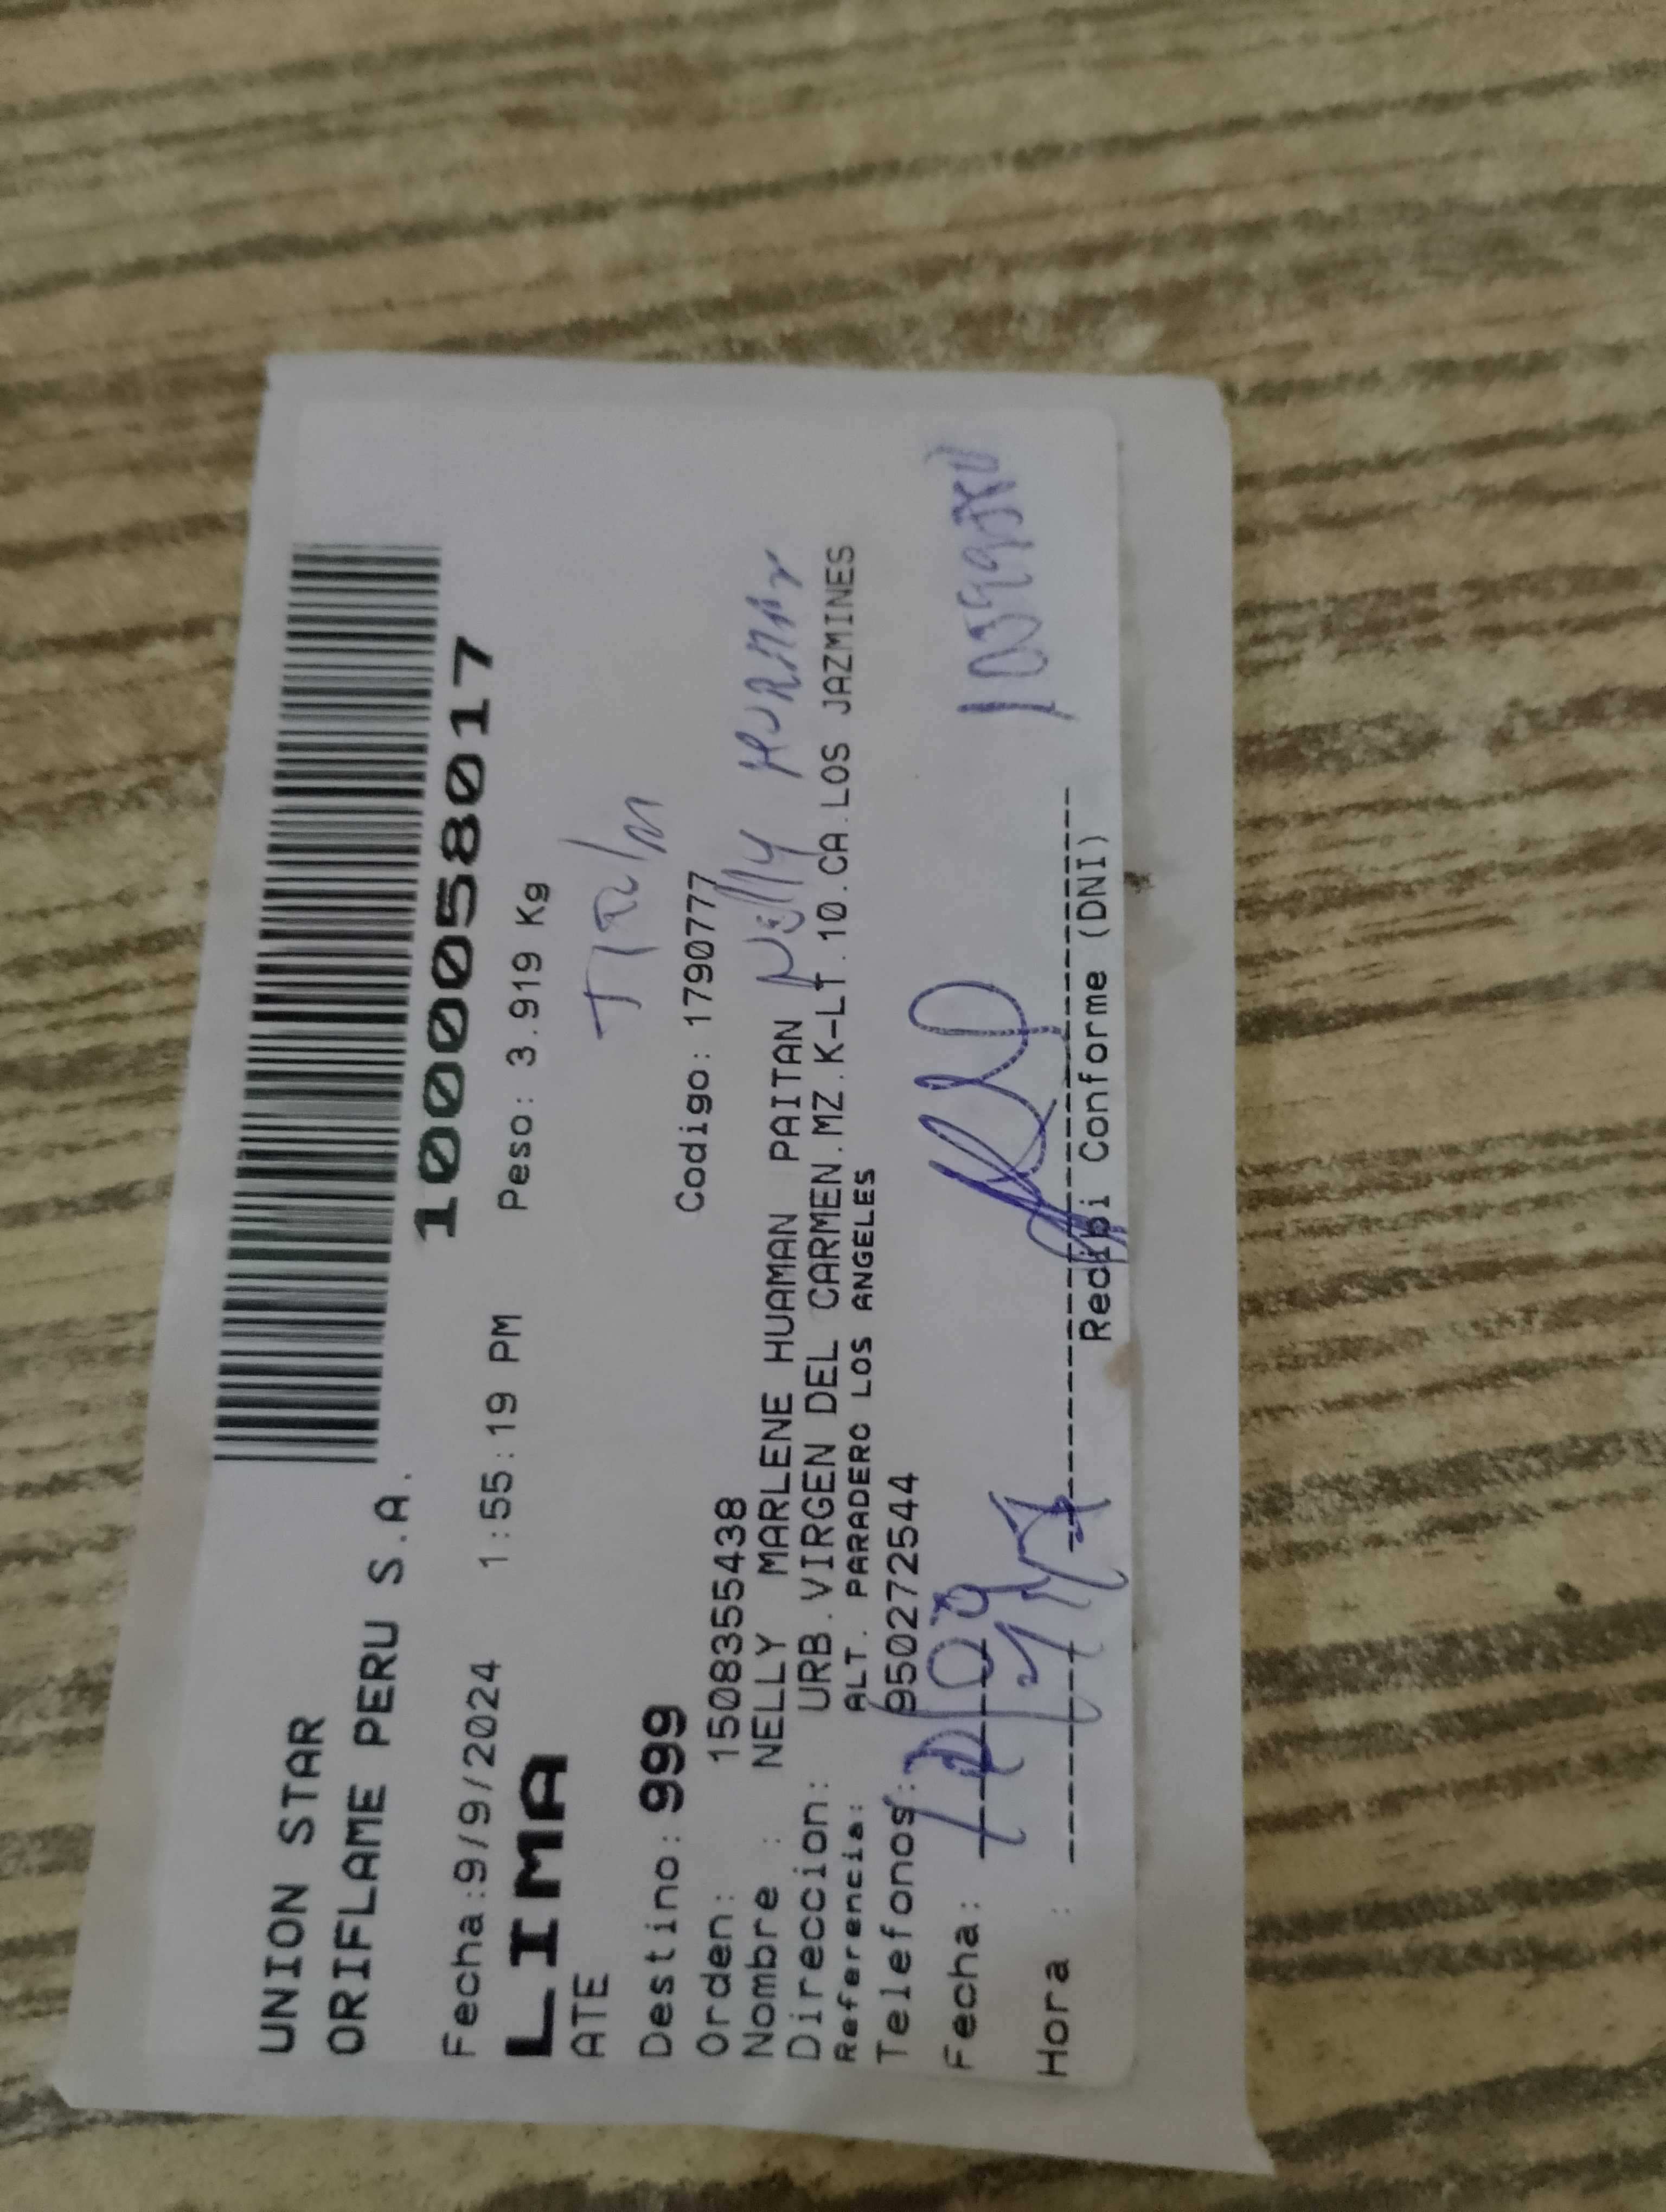 UNION STAR
ORIFLAME PERU S.A.
1000058017
Fecha:9/9/2024 1:55:19 PM Peso: 3.919 Kg
LIMA
ATE
Destino: 999
Orden: 1508355438 Codigo: 1790777
Nombre : NELLY MARLENE HUAMAN PAITAN Nelly HUAMAN
Direccion: URB.VIRGEN DEL CARMEN.MZ.K-LT.10.CA.LOS JAZMINES
Referencia: ALT. PARADERO LOS ANGELES
Telefonos: 950272544
Fecha:
Hora :
Recibi Conforme (DNI)